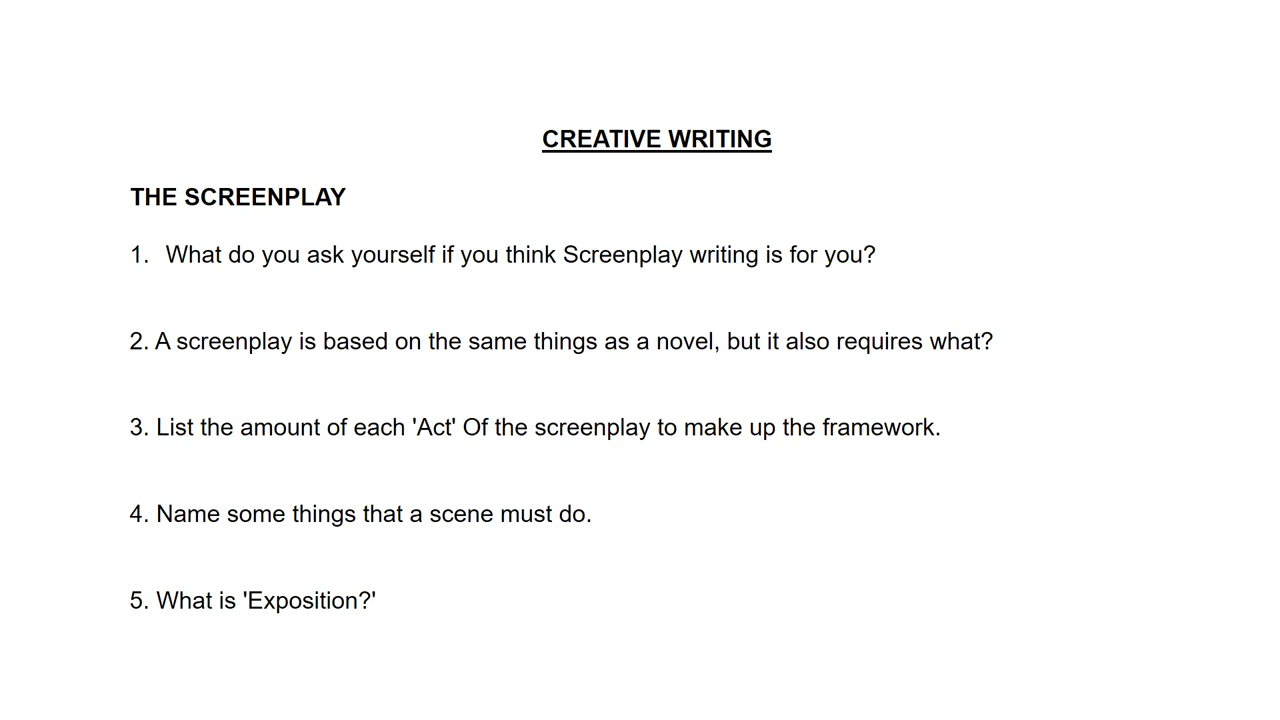 CREATIVE WRITING
THE SCREENPLAY
1. What do you ask yourself if you think Screenplay writing is for you?
2. A screenplay is based on the same things as a novel, but it also requires what?
3. List the amount of each 'Act' Of the screenplay to make up the framework.
4. Name some things that a scene must do.
5. What is 'Exposition?'